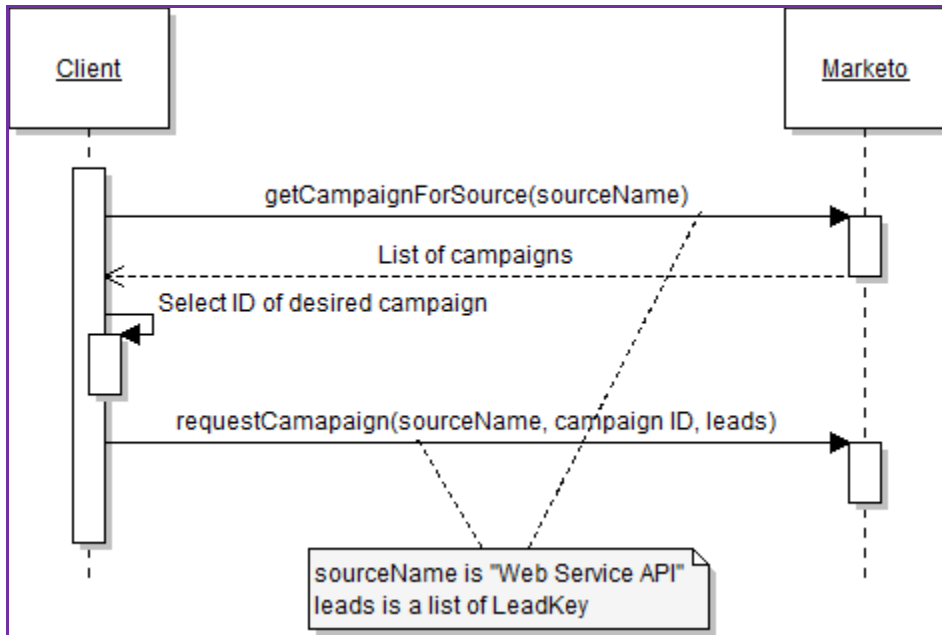 Client
Marketo
getCampaignForSource(sourceName)
List of campaigns
Select ID of desired campaign
requestCamapaign(sourceName, campaign ID, leads)
sourceName is "Web Service API"
leads is a list of LeadKey